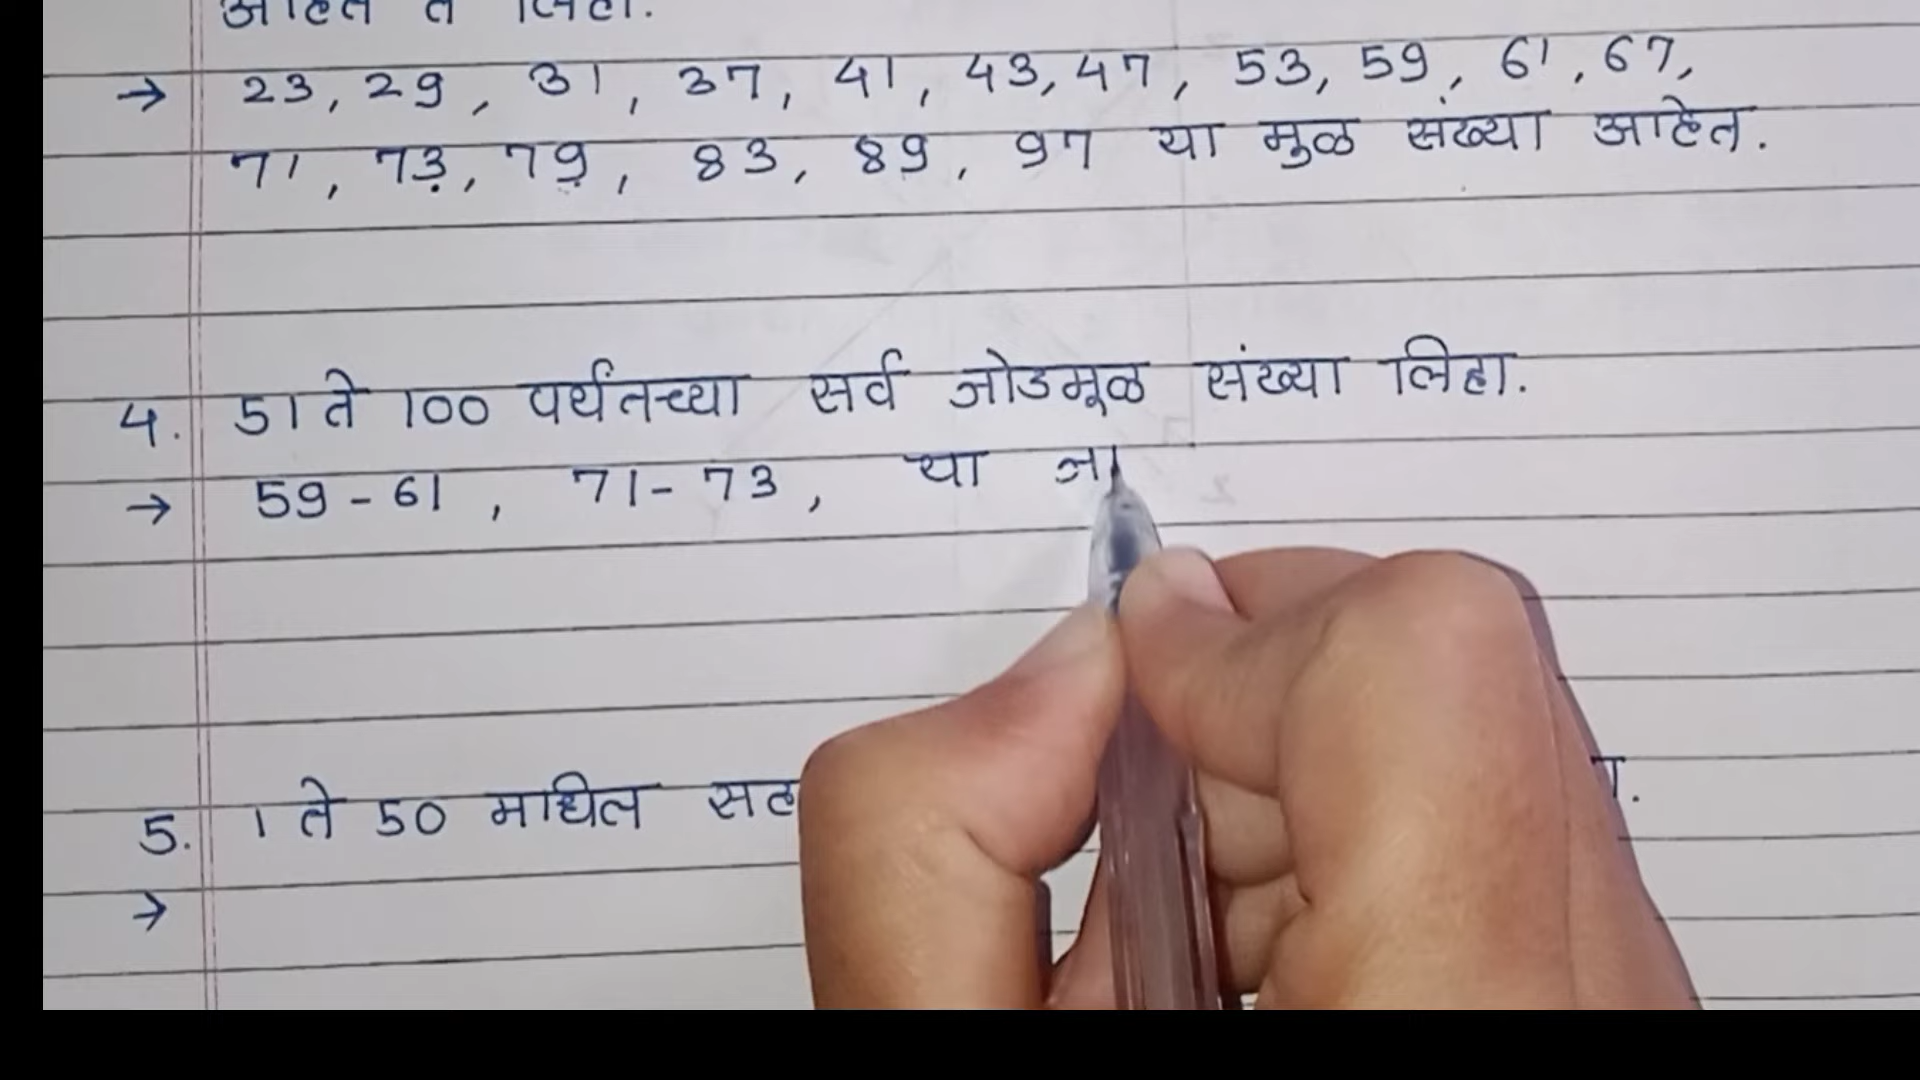 आहेत ते लिहा.
→ 23, 29, 31, 37, 41, 43, 47, 53, 59, 61, 67,
71, 73, 79, 83, 89, 97 या मुळ संख्या आहेत.
4. 51 ते 100 पर्यंतच्या सर्व जोडमूळ संख्या लिहा.
→ 59-61, 71-73, या
5. 1 ते 50 मधिल
→